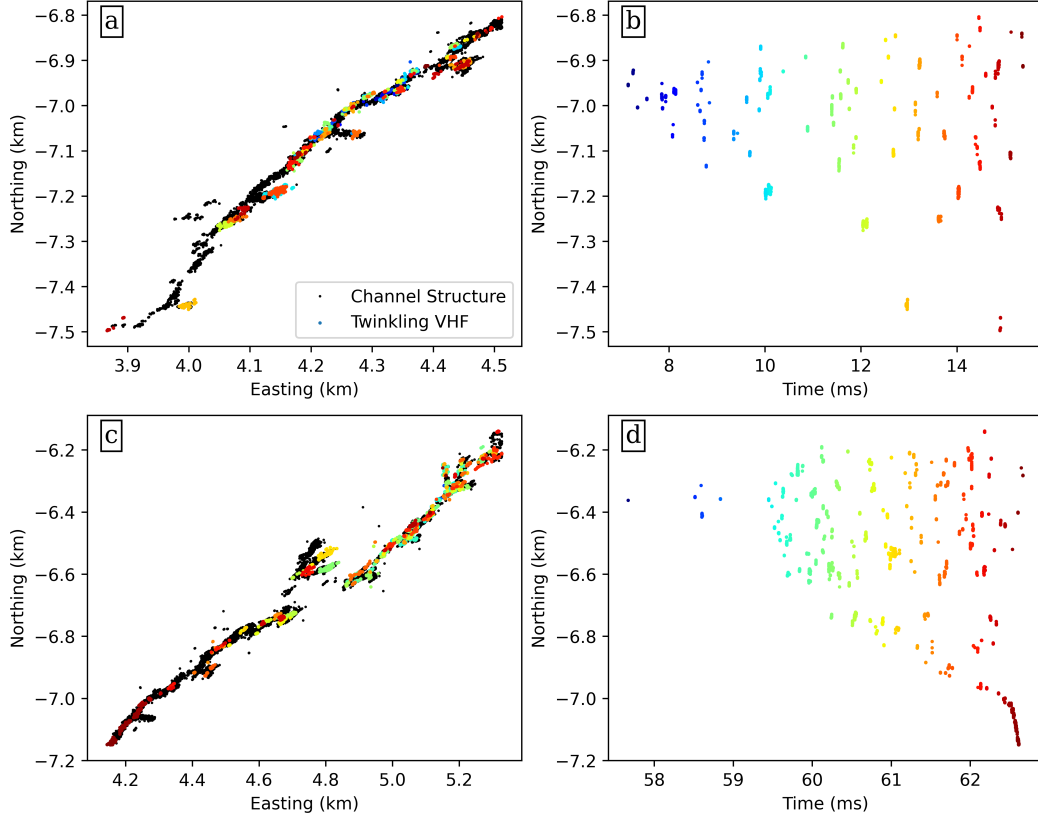 a
−6.8
−6.9
−7.0
−7.1
−7.2
−7.3
−7.4
−7.5
Northing (km)
3.9 4.0 4.1 4.2 4.3 4.4 4.5
Easting (km)
Channel Structure
Twinkling VHF
b
−6.8
−6.9
−7.0
−7.1
−7.2
−7.3
−7.4
−7.5
Northing (km)
8 10 12 14
Time (ms)
c
−6.2
−6.4
−6.6
−6.8
−7.0
−7.2
Northing (km)
4.2 4.4 4.6 4.8 5.0 5.2
Easting (km)
d
−6.2
−6.4
−6.6
−6.8
−7.0
−7.2
Northing (km)
58 59 60 61 62
Time (ms)